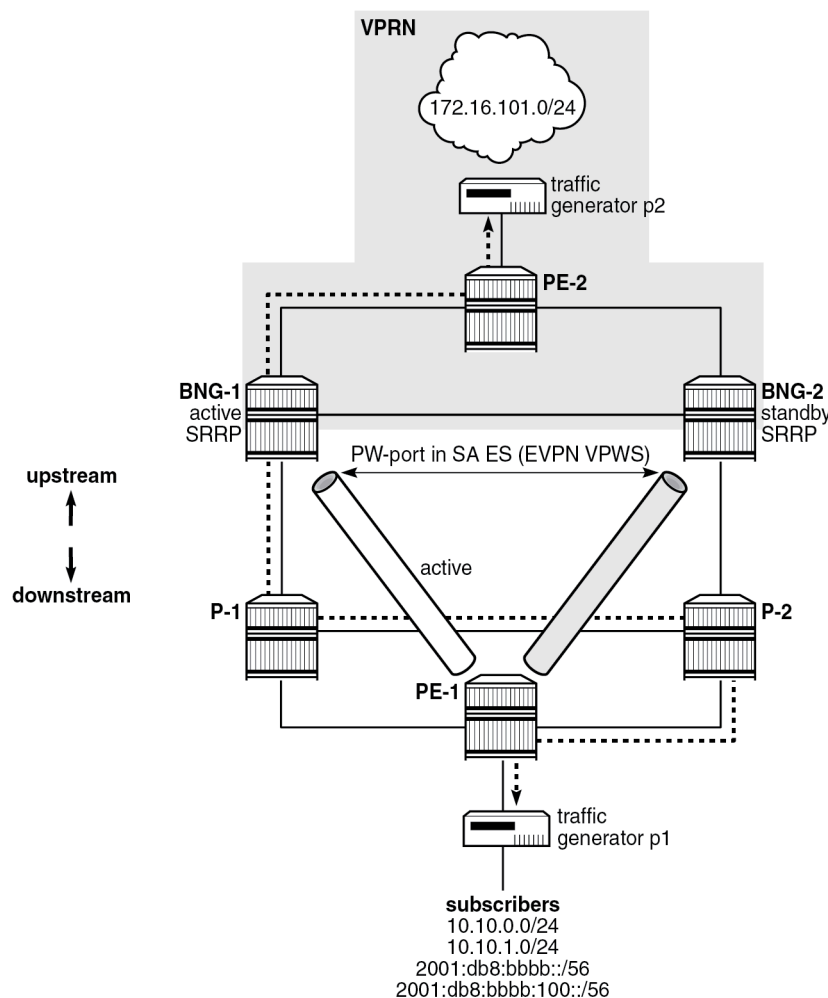 VPRN
172.16.101.0/24
traffic
generator p2
PE-2
BNG-1
active
SRRP
BNG-2
standby
SRRP
PW-port in SA ES (EVPN VPWS)
upstream
downstream
active
P-1
P-2
PE-1
traffic
generator p1
subscribers
10.10.0.0/24
10.10.1.0/24
2001:db8:bbbb::/56
2001:db8:bbbb:100::/56